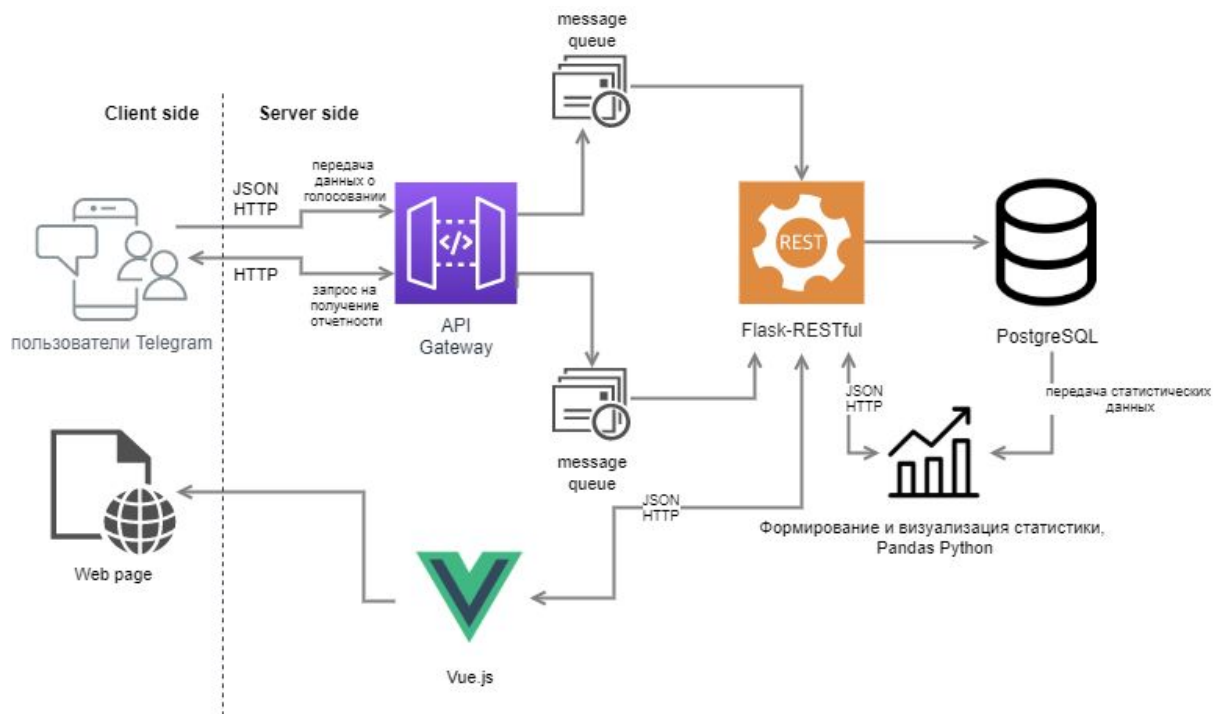 message
queue
Client side
Server side
передача
данных о
голосовании
JSON
HTTP
HTTP
запрос на
получение
отчетности
пользователи Telegram
API
Gateway
REST
Flask-RESTful
PostgreSQL
JSON
HTTP
передача статистических
данных
message
queue
JSON
HTTP
Формирование и визуализация статистики,
Pandas Python
Web page
Vue.js